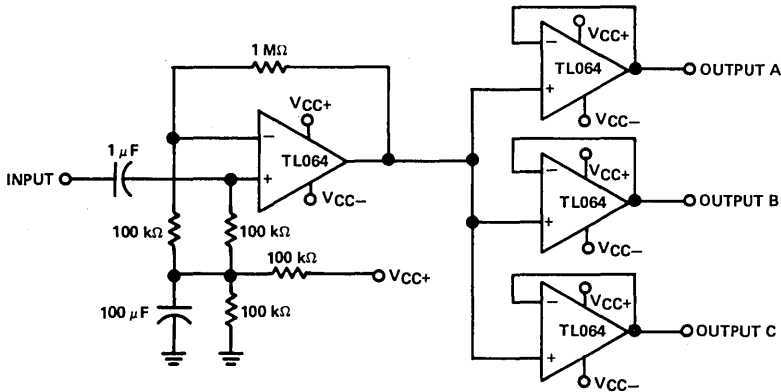 1 MΩ
VCC+
TL064
VCC−
1 μF
INPUT
100 kΩ
100 kΩ
100 kΩ
VCC+
100 μF
100 kΩ
VCC+
TL064
OUTPUT A
VCC−
VCC+
TL064
OUTPUT B
VCC−
VCC+
TL064
OUTPUT C
VCC−